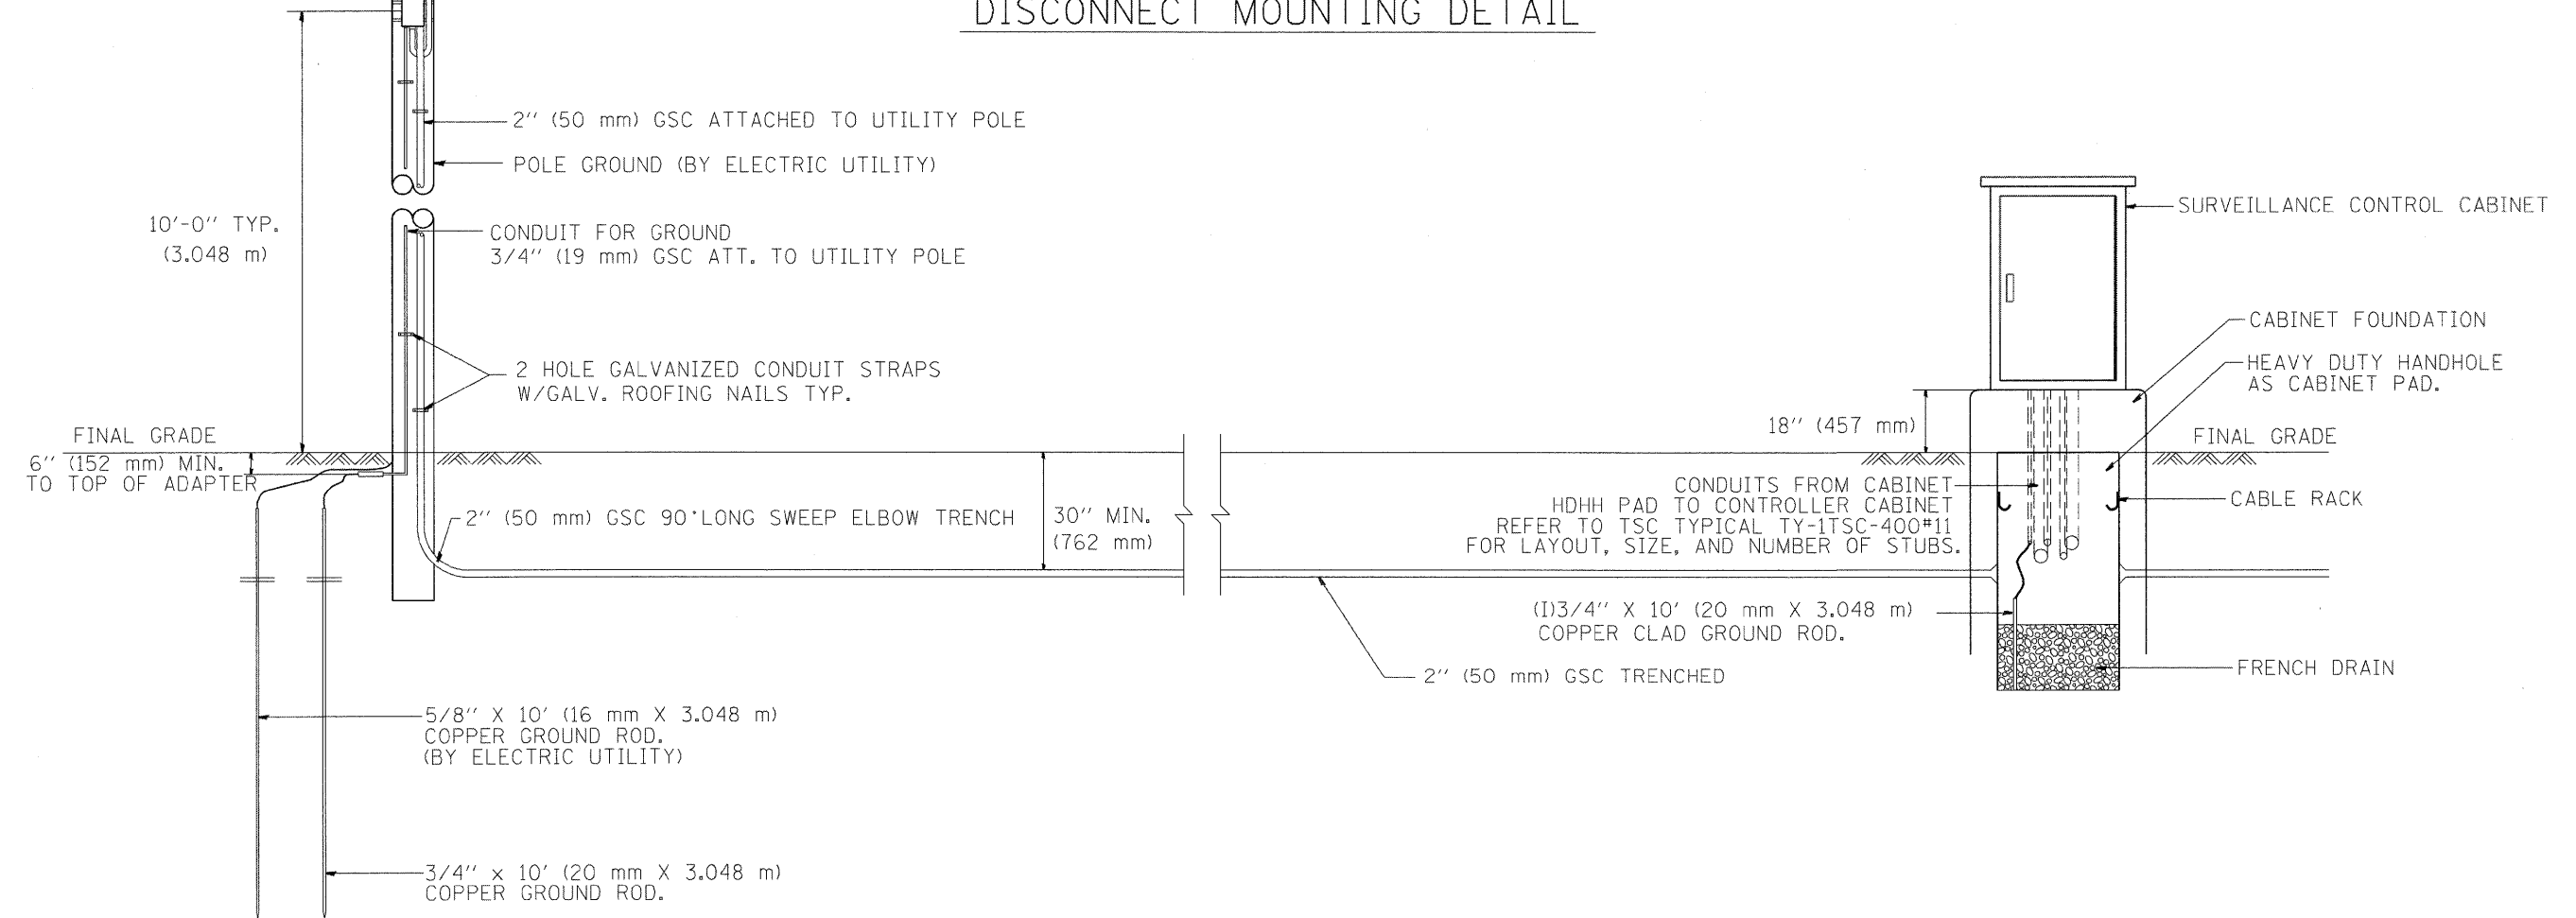 DISCONNECT MOUNTING DETAIL
2" (50 mm) GSC ATTACHED TO UTILITY POLE
POLE GROUND (BY ELECTRIC UTILITY)
10'-0" TYP.
(3.048 m)
CONDUIT FOR GROUND
3/4" (19 mm) GSC ATT. TO UTILITY POLE
2 HOLE GALVANIZED CONDUIT STRAPS
W/GALV. ROOFING NAILS TYP.
FINAL GRADE
6" (152 mm) MIN.
TO TOP OF ADAPTER
2" (50 mm) GSC 90°LONG SWEEP ELBOW TRENCH
30" MIN.
(762 mm)
5/8" X 10' (16 mm X 3.048 m)
COPPER GROUND ROD.
(BY ELECTRIC UTILITY)
3/4" x 10' (20 mm X 3.048 m)
COPPER GROUND ROD.
SURVEILLANCE CONTROL CABINET
CABINET FOUNDATION
HEAVY DUTY HANDHOLE
AS CABINET PAD.
18" (457 mm)
FINAL GRADE
CONDUITS FROM CABINET
HDHH PAD TO CONTROLLER CABINET
REFER TO TSC TYPICAL TY-1TSC-400#11
FOR LAYOUT, SIZE, AND NUMBER OF STUBS.
CABLE RACK
(I)3/4" X 10' (20 mm X 3.048 m)
COPPER CLAD GROUND ROD.
2" (50 mm) GSC TRENCHED
FRENCH DRAIN